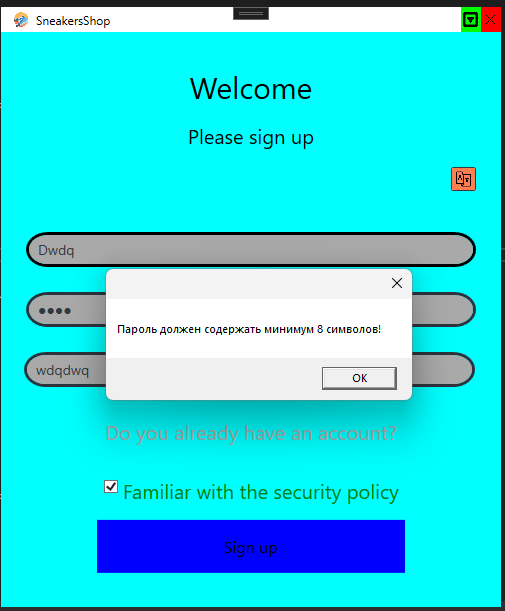 SneakersShop
Welcome
Please sign up
Dwdq
Пароль должен содержать минимум 8 символов!
OK
wdqdwq
Do you already have an account?
Familiar with the security policy
Sign up